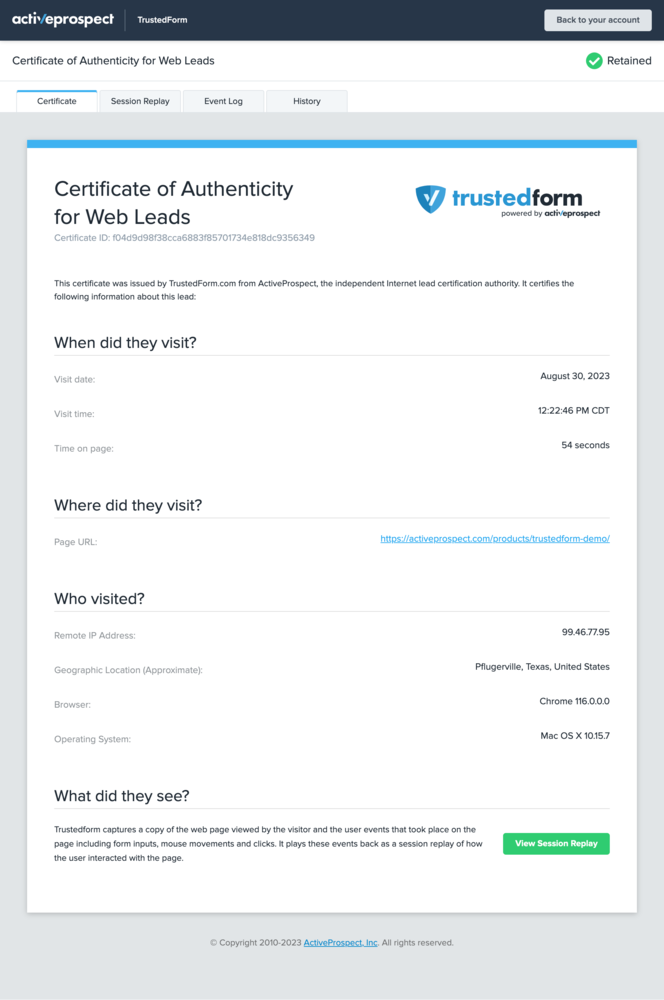 activeprospect TrustedForm Back to your account
Certificate of Authenticity for Web Leads Retained
Certificate Session Replay Event Log History
Certificate of Authenticity
for Web Leads
Certificate ID: f04d9d98f38cca6883f85701734e818dc9356349
trustedform
powered by activeprospect
This certificate was issued by TrustedForm.com from ActiveProspect, the independent Internet lead certification authority. It certifies the
following information about this lead:
When did they visit?
Visit date: August 30, 2023
Visit time: 12:22:46 PM CDT
Time on page: 54 seconds
Where did they visit?
Page URL: https://activeprospect.com/products/trustedform-demo/
Who visited?
Remote IP Address: 99.46.77.95
Geographic Location (Approximate): Pflugerville, Texas, United States
Browser: Chrome 116.0.0.0
Operating System: Mac OS X 10.15.7
What did they see?
Trustedform captures a copy of the web page viewed by the visitor and the user events that took place on the
page including form inputs, mouse movements and clicks. It plays these events back as a session replay of how
the user interacted with the page.
View Session Replay
© Copyright 2010-2023 ActiveProspect, Inc. All rights reserved.